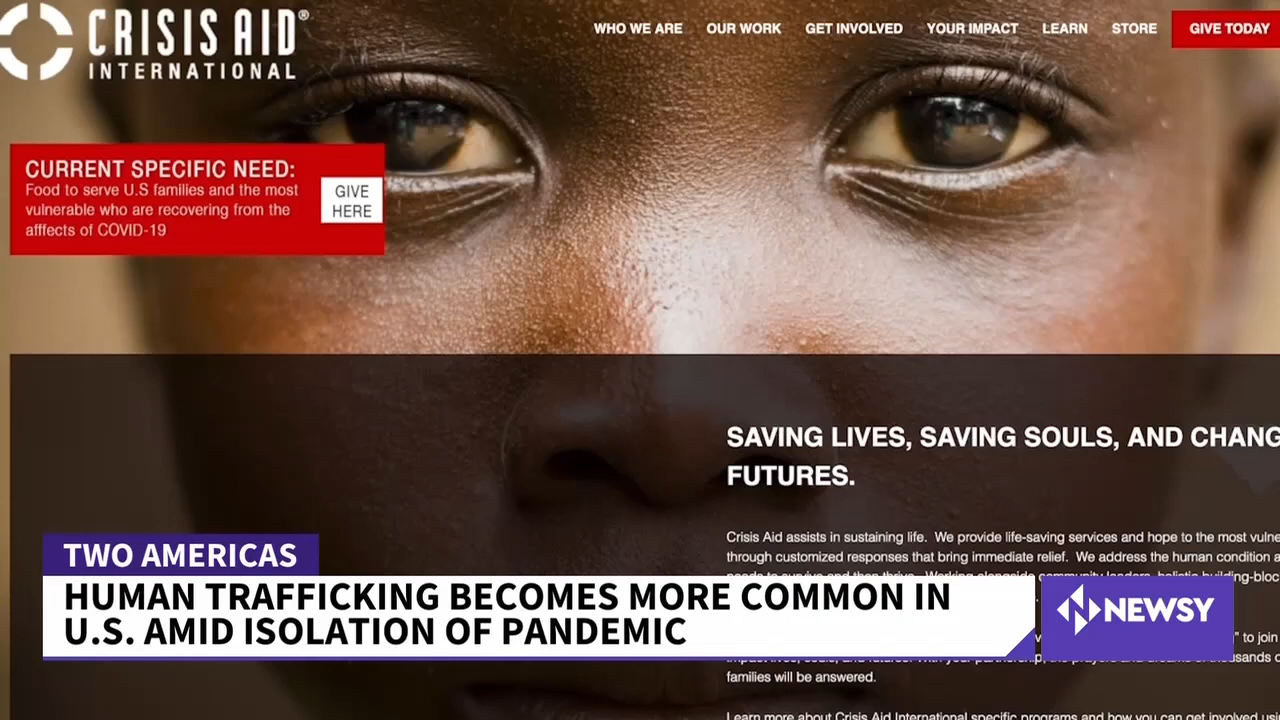 CRISIS AID®
INTERNATIONAL
WHO WE ARE OUR WORK GET INVOLVED YOUR IMPACT LEARN STORE GIVE TODAY
CURRENT SPECIFIC NEED:
Food to serve U.S families and the most
vulnerable who are recovering from the
afffects of COVID-19
GIVE
HERE
SAVING LIVES, SAVING SOULS, AND CHANG
FUTURES.
Crisis Aid assists in sustaining life. We provide life-saving services and hope to the most vulne
through customized responses that bring immediate relief. We address the human condition a
" to join
families will be answered.
Learn more about Crisis Aid International specific programs and how you can get involved usi
TWO AMERICAS
HUMAN TRAFFICKING BECOMES MORE COMMON IN
U.S. AMID ISOLATION OF PANDEMIC
NEWSY